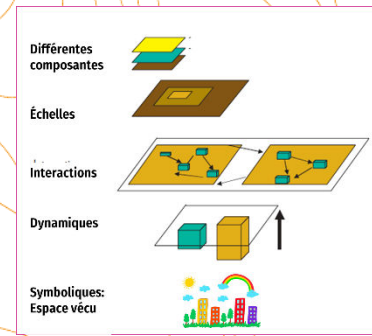 Différentes
composantes
Échelles
Interactions
Dynamiques
Symboliques:
Espace vécu